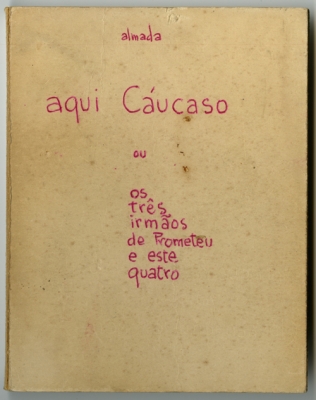 almada
aqui Cáucaso
ou
os
três
irmãos
de Prometeu
e este
quatro